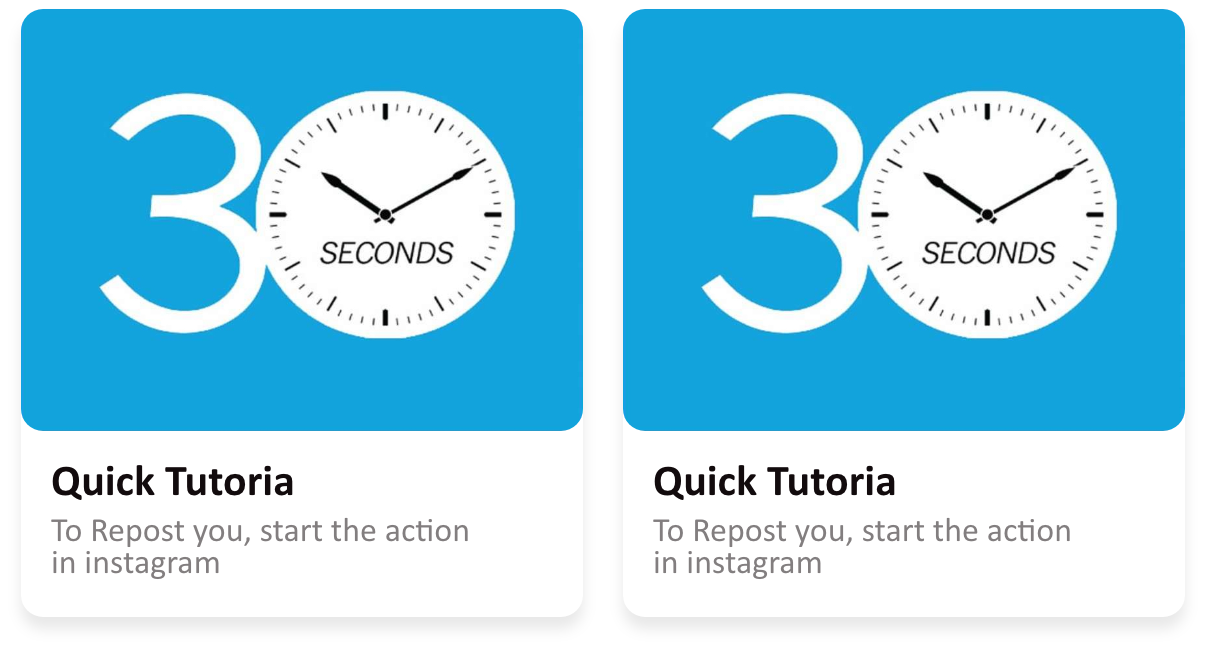 30
SECONDS
Quick Tutoria
To Repost you, start the action
in instagram
30
SECONDS
Quick Tutoria
To Repost you, start the action
in instagram